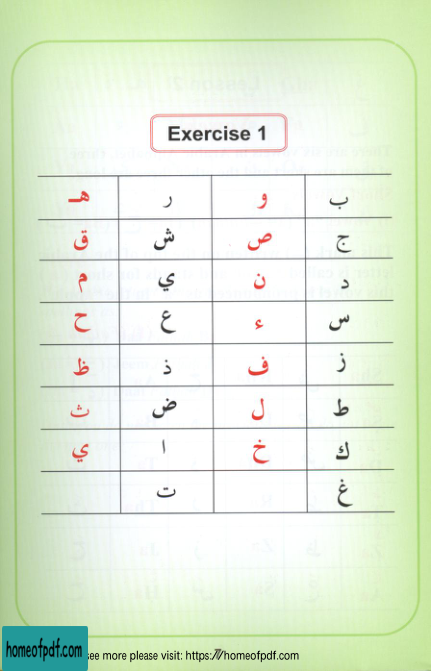 Exercise 1
ب و ر هـ
ج ص ش ق
د ن ي م
س ء ع ح
ز ف ذ ظ
ط ل ض ث
ك خ ا ي
غ ت
homeofpdf.com
see more please visit: https://homeofpdf.com